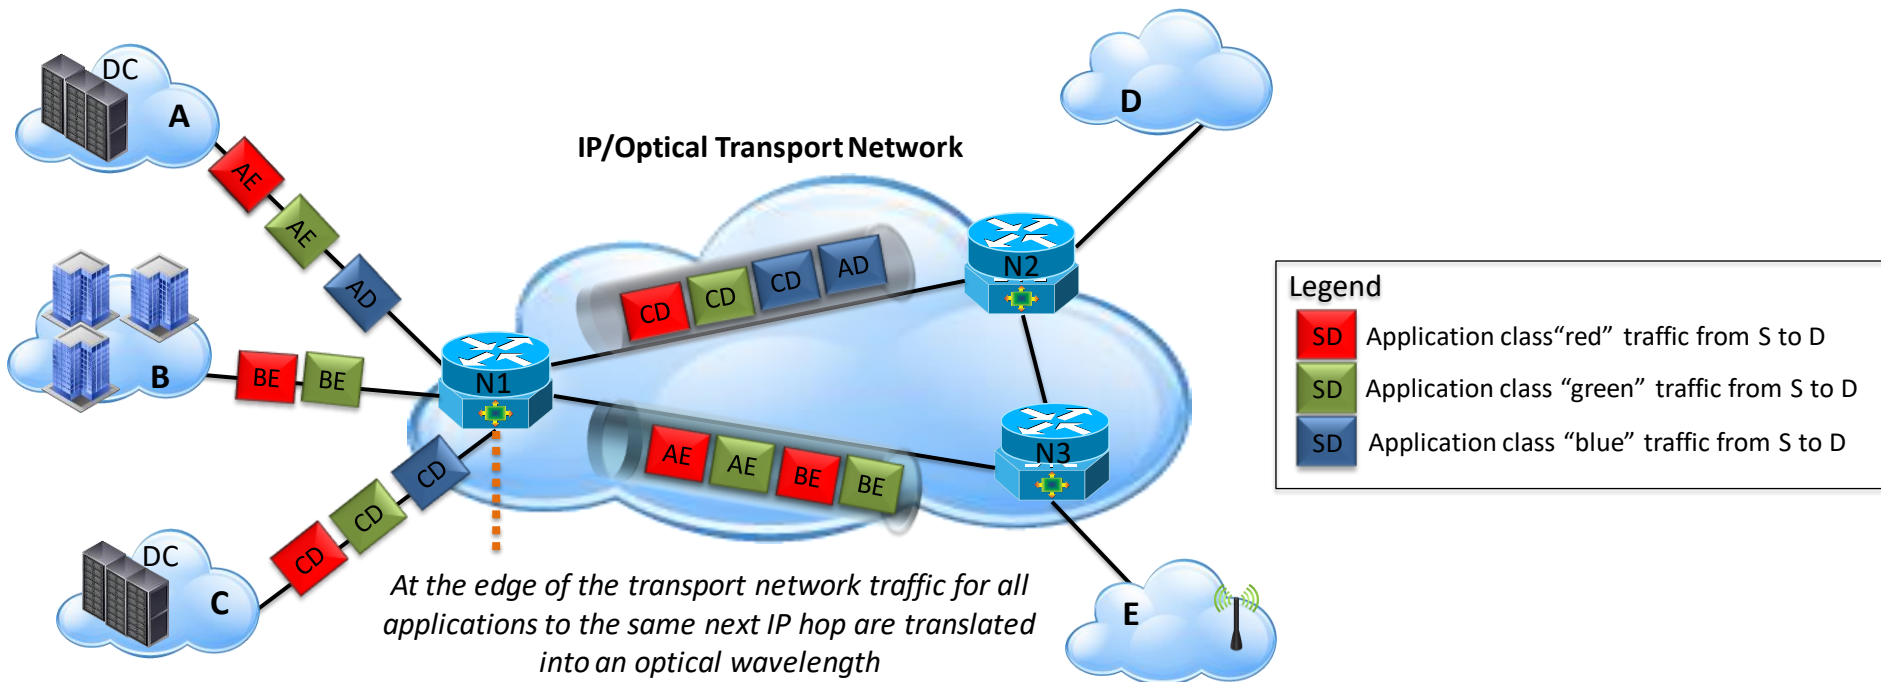 DC
A
AE
AE
AD
B
BE
BE
DC
C
CD
CD
CD
IP/Optical Transport Network
N1
CD
CD
CD
AD
AE
AE
BE
BE
N2
N3
D
E
At the edge of the transport network traffic for all
applications to the same next IP hop are translated
into an optical wavelength
Legend
SD Application class“red” traffic from S to D
SD Application class “green” traffic from S to D
SD Application class “blue” traffic from S to D